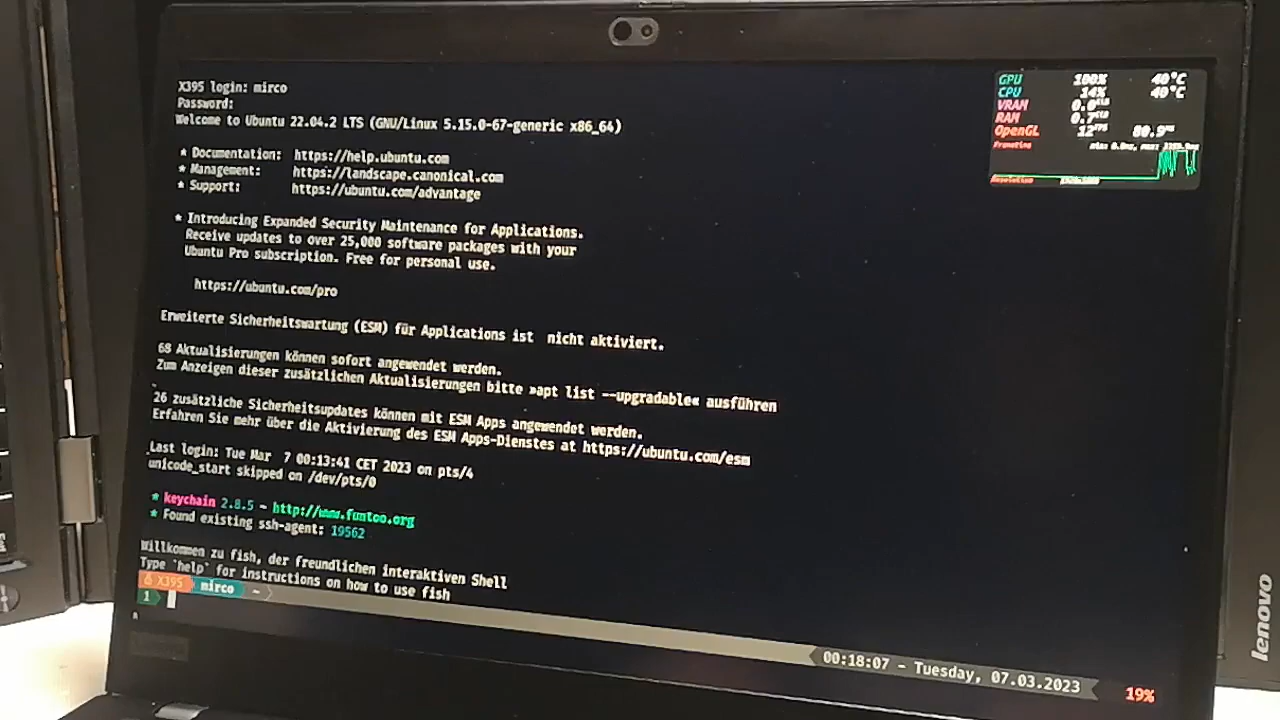 X395 login: mirco
Password:
Welcome to Ubuntu 22.04.2 LTS (GNU/Linux 5.15.0-67-generic x86_64)
* Documentation: https://help.ubuntu.com
* Management: https://landscape.canonical.com
* Support: https://ubuntu.com/advantage
* Introducing Expanded Security Maintenance for Applications.
Receive updates to over 25,000 software packages with your
Ubuntu Pro subscription. Free for personal use.
https://ubuntu.com/pro
Erweiterte Sicherheitswartung (ESM) für Applications ist nicht aktiviert.
68 Aktualisierungen können sofort angewendet werden.
Zum Anzeigen dieser zusätzlichen Aktualisierungen bitte »apt list --upgradable« ausführen
26 zusätzliche Sicherheitsupdates können mit ESM Apps angewendet werden.
Erfahren Sie mehr über die Aktivierung des ESM Apps-Dienstes at https://ubuntu.com/esm
Last login: Tue Mar 7 00:13:41 CET 2023 on pts/4
unicode_start skipped on /dev/pts/0
* keychain 2.8.5 ~ http://www.funtoo.org
* Found existing ssh-agent: 19562
Willkommen zu fish, der freundlichen interaktiven Shell
Type `help` for instructions on how to use fish
X395 mirco ~
1
00:18:07 - Tuesday, 07.03.2023
19%
GPU 100% 40°C
CPU 14% 40°C
VRAM 0.0GiB
RAM 0.7GiB
OpenGL 12FPS 80.9ms
Frametime
Resolution
lenovo